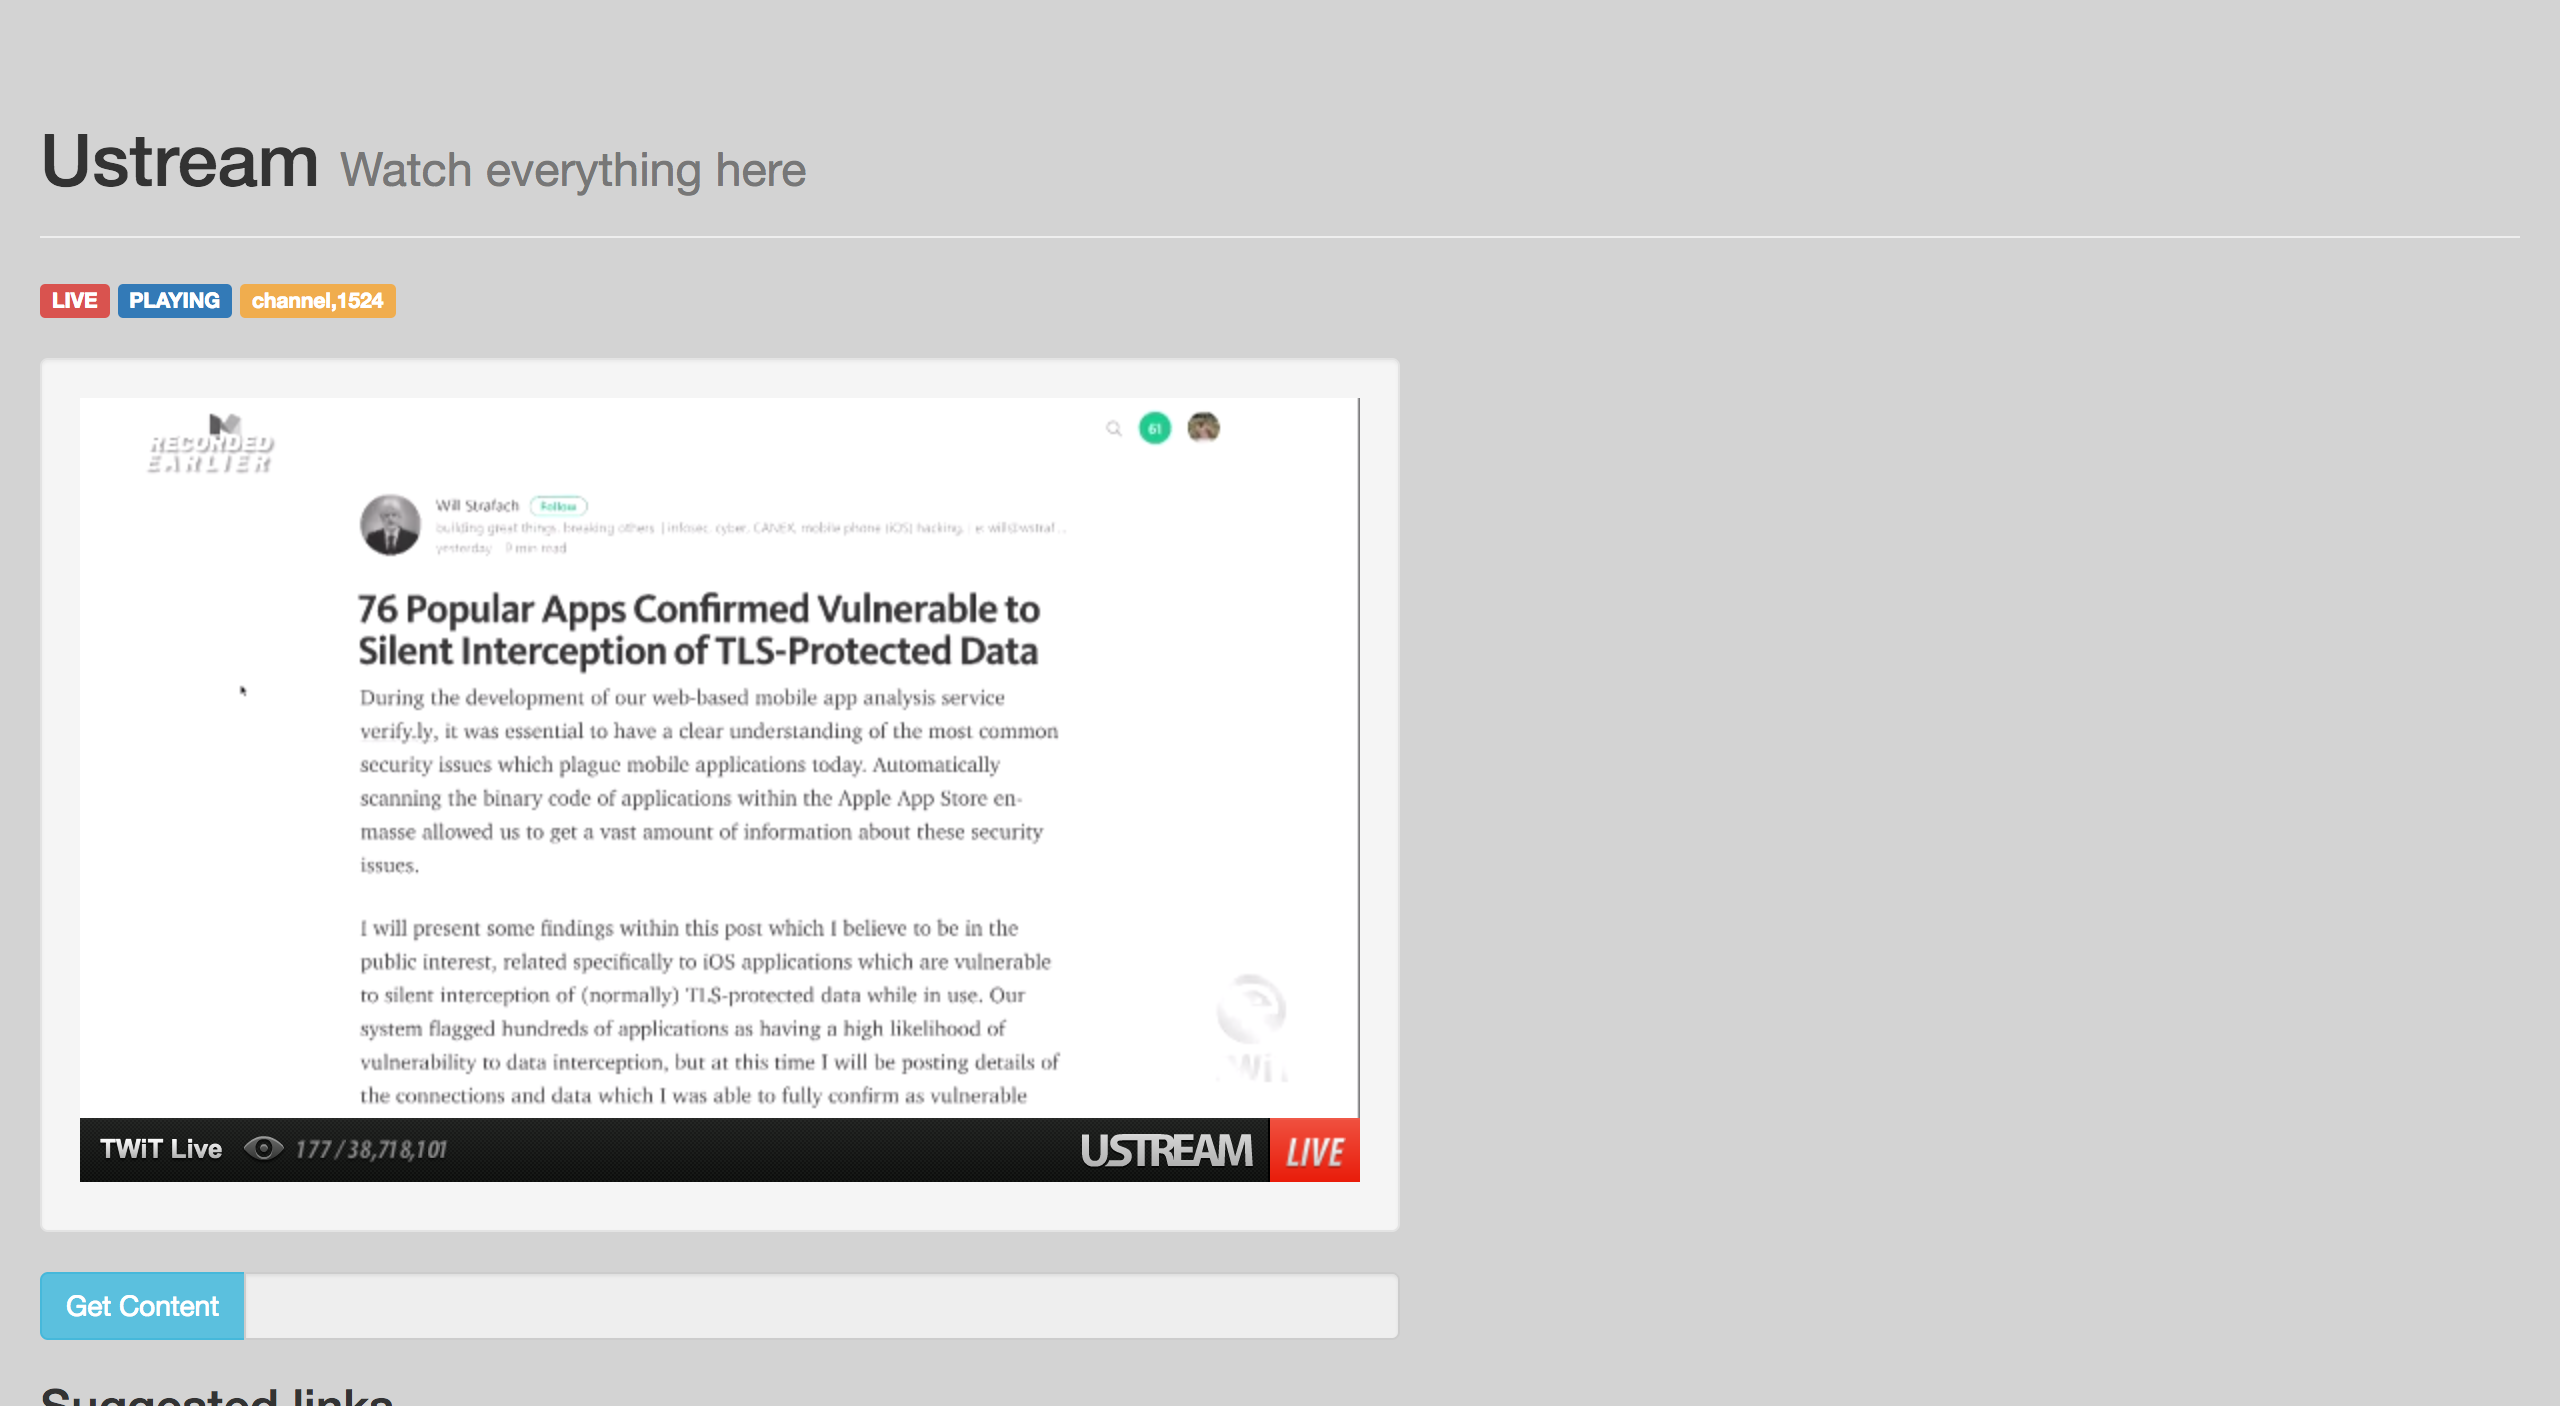 Ustream Watch everything here
LIVE PLAYING channel,1524
RECORDED
EARLIER
61
Will Strafach Follow
building great things. breaking others. | infosec, cyber, CANEX, mobile phone (iOS) hacking. | e: will@wstraf...
yesterday · 9 min read
76 Popular Apps Confirmed Vulnerable to
Silent Interception of TLS-Protected Data
During the development of our web-based mobile app analysis service
verify.ly, it was essential to have a clear understanding of the most common
security issues which plague mobile applications today. Automatically
scanning the binary code of applications within the Apple App Store en-
masse allowed us to get a vast amount of information about these security
issues.
I will present some findings within this post which I believe to be in the
public interest, related specifically to iOS applications which are vulnerable
to silent interception of (normally) TLS-protected data while in use. Our
system flagged hundreds of applications as having a high likelihood of
vulnerability to data interception, but at this time I will be posting details of
the connections and data which I was able to fully confirm as vulnerable
TWiT
TWiT Live 177 / 38,718,101 USTREAM LIVE
Get Content
Suggested links